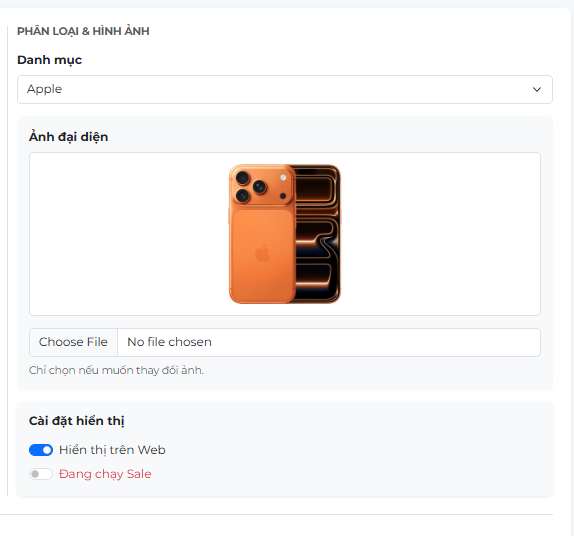 PHÂN LOẠI & HÌNH ẢNH
Danh mục
Apple
Ảnh đại diện
Choose File No file chosen
Chỉ chọn nếu muốn thay đổi ảnh.
Cài đặt hiển thị
Hiển thị trên Web
Đang chạy Sale